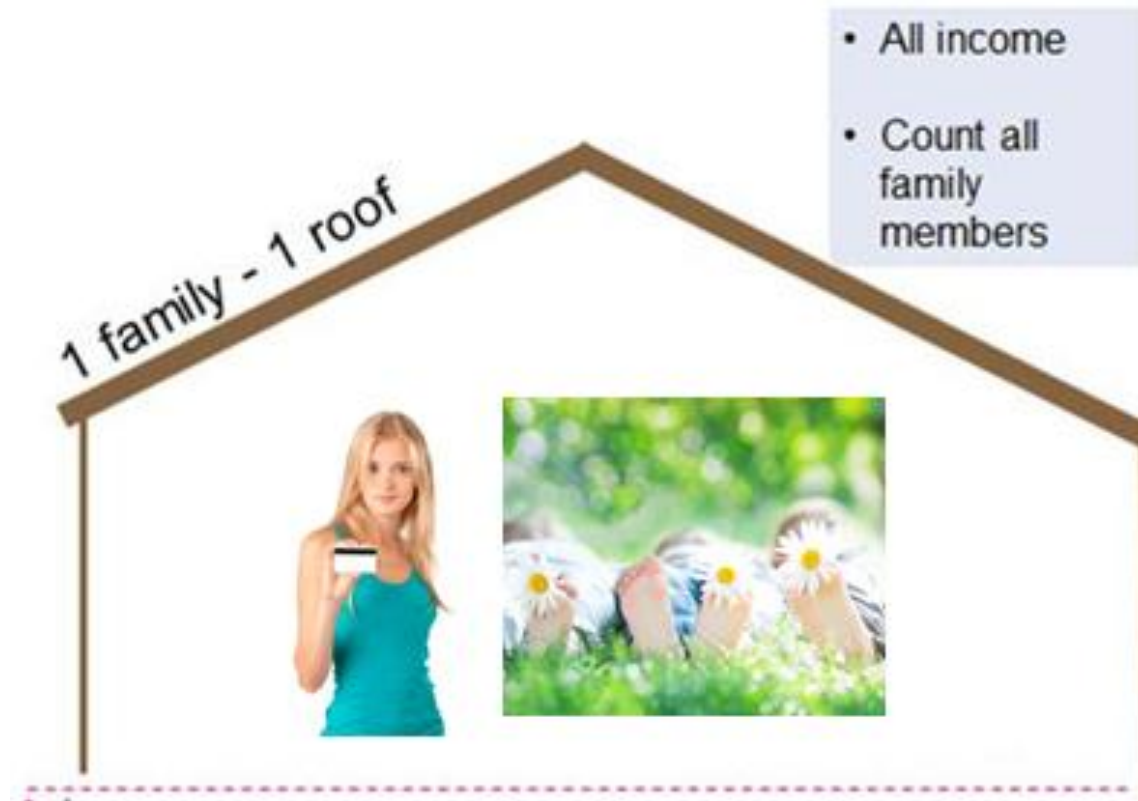 • All income
• Count all
family
members
1 family - 1 roof